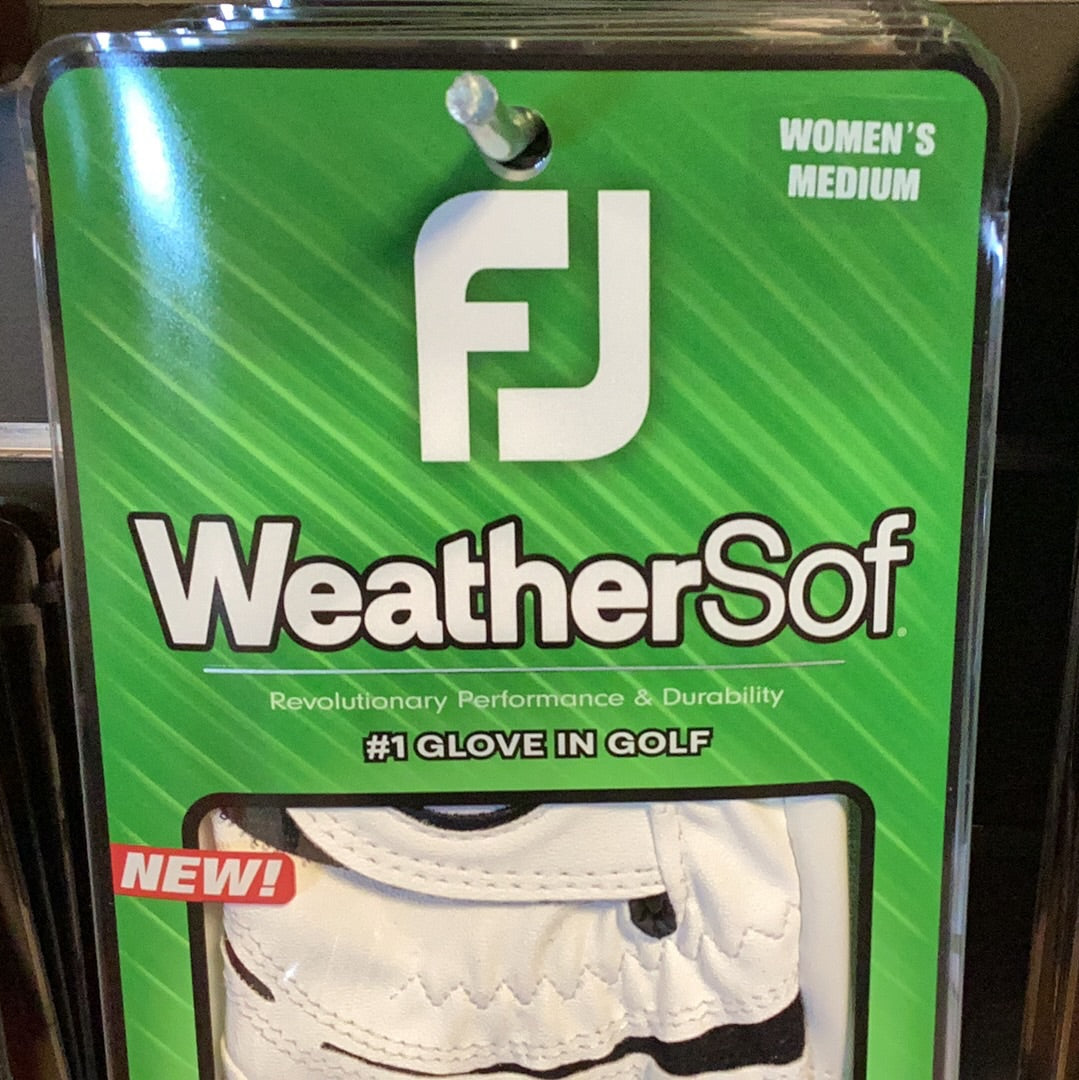 WOMEN'S
MEDIUM
FJ
WeatherSof
Revolutionary Performance & Durability
#1 GLOVE IN GOLF
NEW!